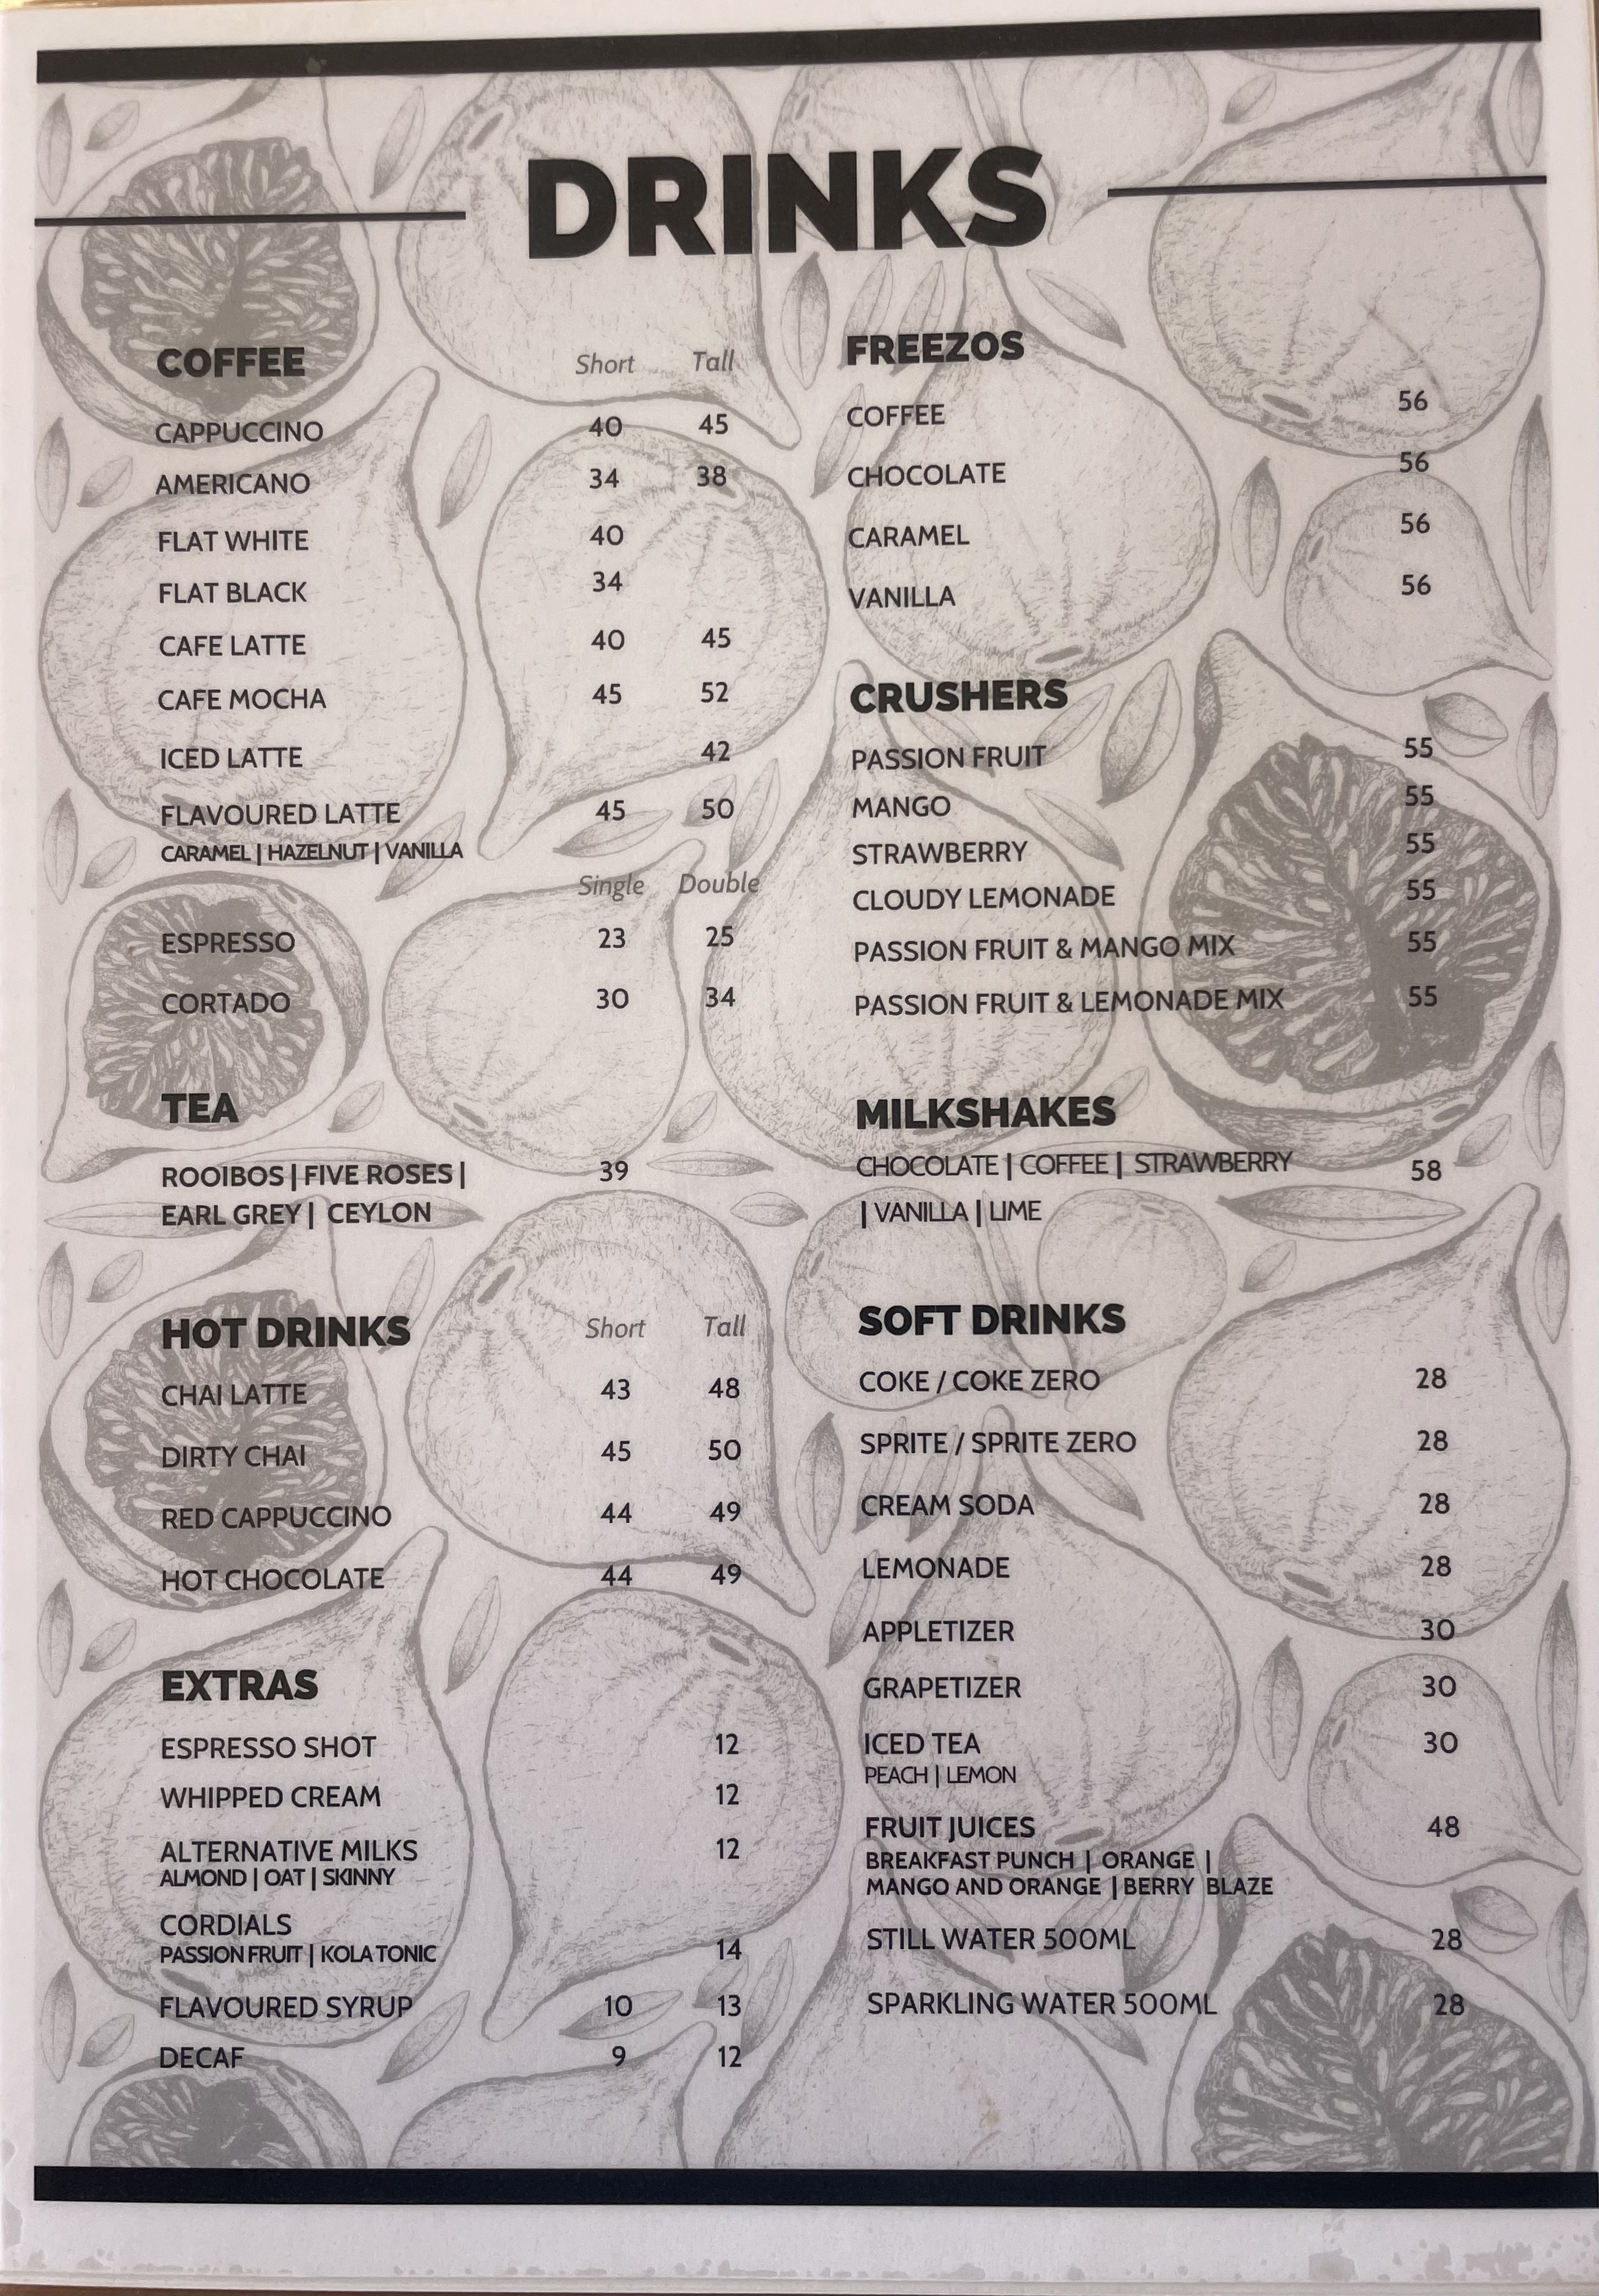 DRINKS
COFFEE Short Tall
CAPPUCCINO 40 45
AMERICANO 34 38
FLAT WHITE 40
FLAT BLACK 34
CAFE LATTE 40 45
CAFE MOCHA 45 52
ICED LATTE 42
FLAVOURED LATTE 45 50
CARAMEL | HAZELNUT | VANILLA
Single Double
ESPRESSO 23 25
CORTADO 30 34
TEA
ROOIBOS | FIVE ROSES | 39
EARL GREY | CEYLON
HOT DRINKS Short Tall
CHAI LATTE 43 48
DIRTY CHAI 45 50
RED CAPPUCCINO 44 49
HOT CHOCOLATE 44 49
EXTRAS
ESPRESSO SHOT 12
WHIPPED CREAM 12
ALTERNATIVE MILKS 12
ALMOND | OAT | SKINNY
CORDIALS
PASSION FRUIT | KOLA TONIC 14
FLAVOURED SYRUP 10 13
DECAF 9 12
FREEZOS
COFFEE 56
CHOCOLATE 56
CARAMEL 56
VANILLA 56
CRUSHERS
PASSION FRUIT 55
MANGO 55
STRAWBERRY 55
CLOUDY LEMONADE 55
PASSION FRUIT & MANGO MIX 55
PASSION FRUIT & LEMONADE MIX 55
MILKSHAKES
CHOCOLATE | COFFEE | STRAWBERRY 58
| VANILLA | LIME
SOFT DRINKS
COKE / COKE ZERO 28
SPRITE / SPRITE ZERO 28
CREAM SODA 28
LEMONADE 28
APPLETIZER 30
GRAPETIZER 30
ICED TEA 30
PEACH | LEMON
FRUIT JUICES 48
BREAKFAST PUNCH | ORANGE |
MANGO AND ORANGE | BERRY BLAZE
STILL WATER 500ML 28
SPARKLING WATER 500ML 28